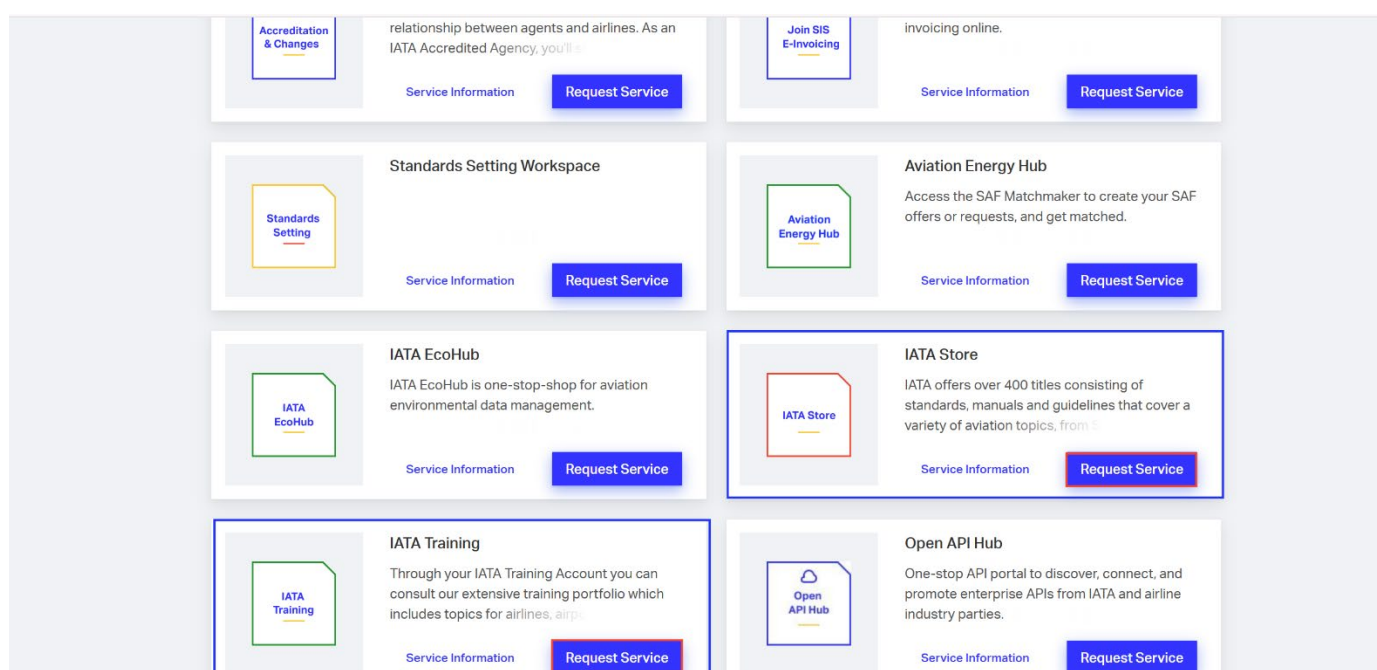 Accreditation
& Changes
relationship between agents and airlines. As an
IATA Accredited Agency, you'll s
Service Information
Request Service
Join SIS
E-Invoicing
invoicing online.
Service Information
Request Service
Standards
Setting
Standards Setting Workspace
Service Information
Request Service
Aviation
Energy Hub
Aviation Energy Hub
Access the SAF Matchmaker to create your SAF
offers or requests, and get matched.
Service Information
Request Service
IATA
EcoHub
IATA EcoHub
IATA EcoHub is one-stop-shop for aviation
environmental data management.
Service Information
Request Service
IATA Store
IATA Store
IATA offers over 400 titles consisting of
standards, manuals and guidelines that cover a
variety of aviation topics, from
Service Information
Request Service
IATA
Training
IATA Training
Through your IATA Training Account you can
consult our extensive training portfolio which
includes topics for airlines,
Service Information
Request Service
Open
API Hub
Open API Hub
One-stop API portal to discover, connect, and
promote enterprise APIs from IATA and airline
industry parties.
Service Information
Request Service